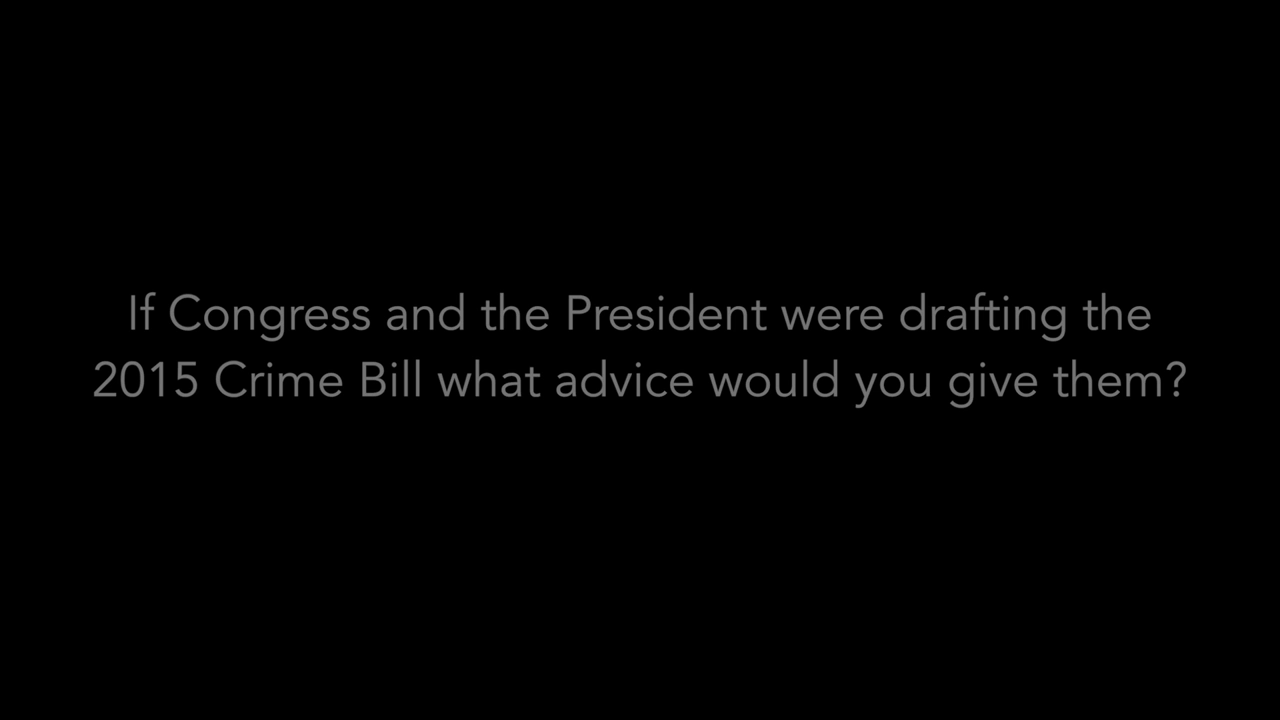 If Congress and the President were drafting the
2015 Crime Bill what advice would you give them?